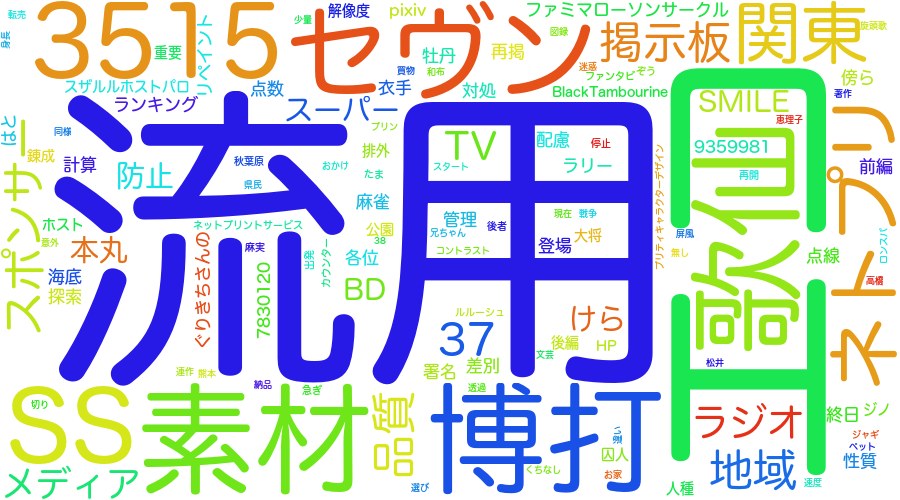 3515
セヴン
掲示板
関東
転売
身長
重要
リペイント
少量
解像度
pixiv
ファミマローソンサークル
図録
旋頭歌
牡丹
再掲
迷惑
ファンタビ
ぞう
買物
和布
スザルルホストパロ
点数
衣手
対処
BlackTambourine
傍ら
著作
SMILE
恵理子
ランキング
スーパー
プリン
はと
同様
錬成
計算
防止
秋葉原
排外
おかけ
県民
たま
TV
スタート
配慮
ラリー
停止
9359981
再開
前編
流用
工口
歌仙
ネトプリ
スポンサー
ホスト
意外
本丸
海底
探索
ネットプリントサービス
麻雀
公園
38
麻実
出発
カウンター
各位
BD
管理
兄ちゃん
後者
現在
戦争
登場
大将
コントラスト
プリティキャラクターデザイン
屏風
無し
点線
高橋
ロンスパ
ぐりきちさんの
7830120
ルルーシュ
37
けら
後編
HP
文芸
署名
差別
透過
松井
連作
熊本
納品
急ぎ
SS
切り
素材
品質
博打
ラジオ
終日
ジノ
ジャギ
ペット
性質
メディア
選び
くちなし
囚人
お家
地域
人種
速度